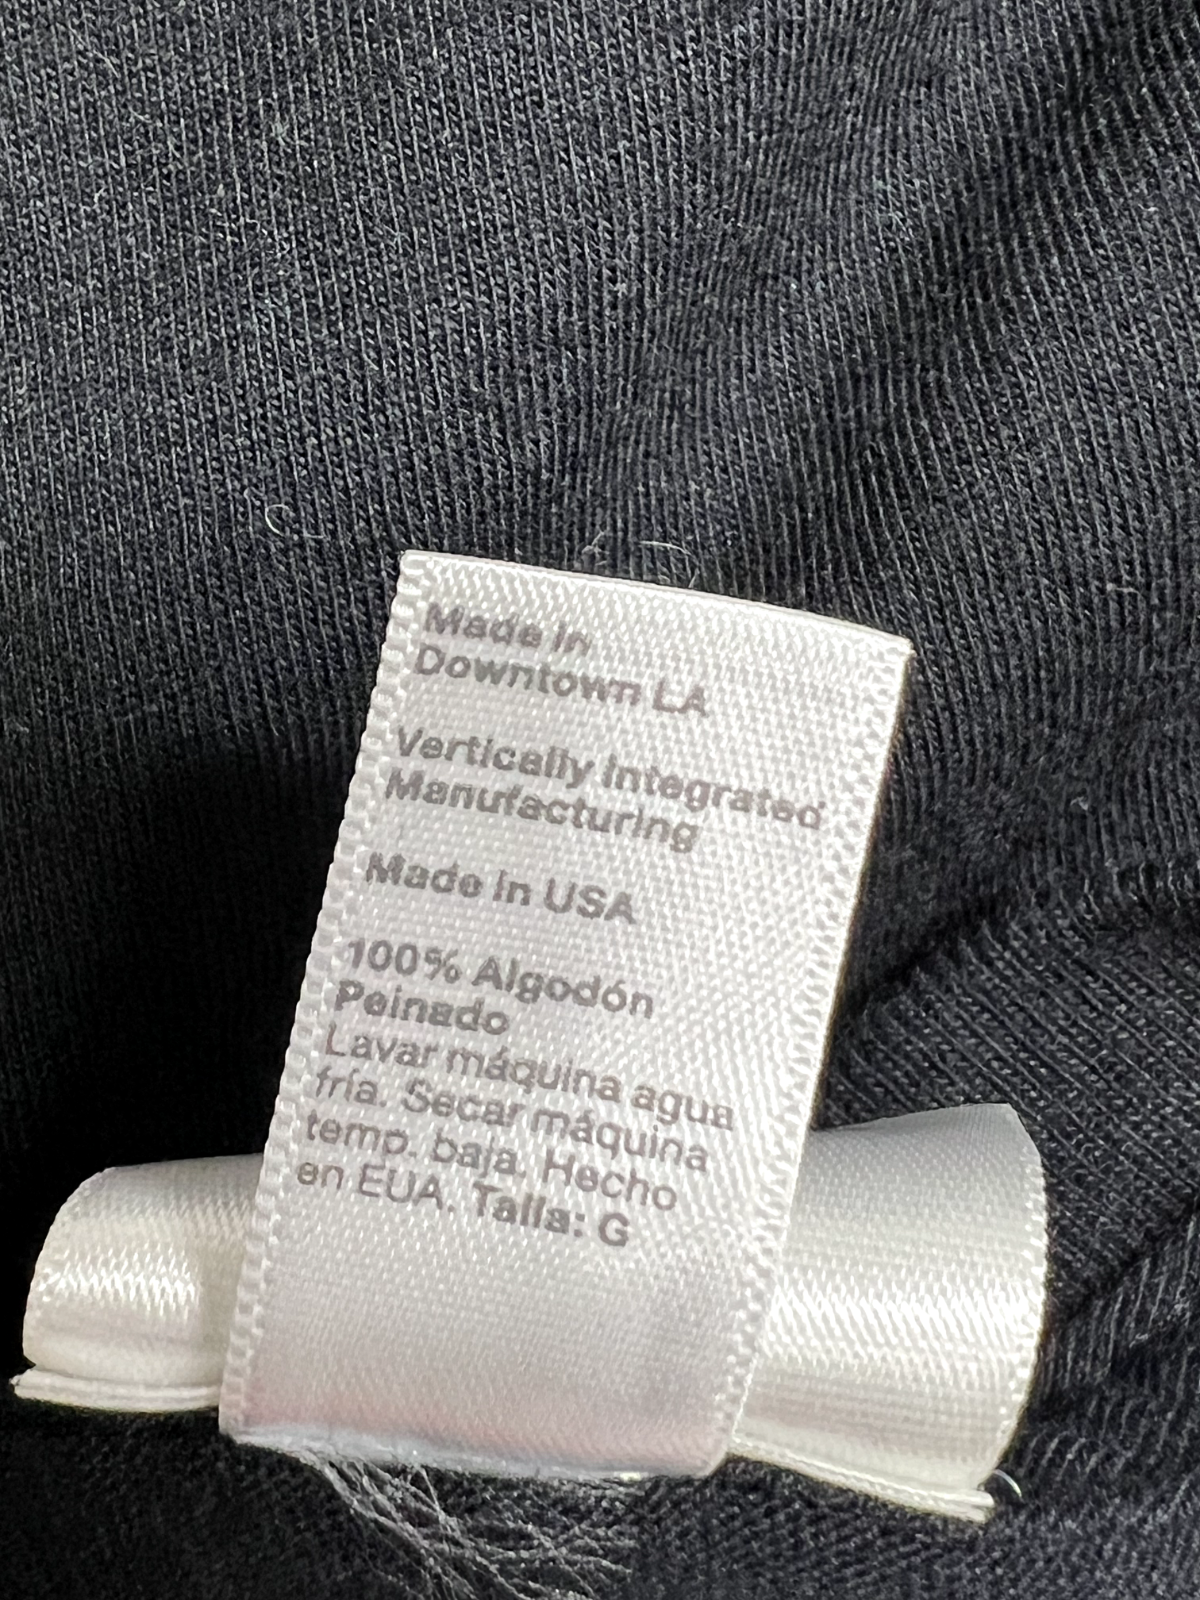 Made in
Downtown LA
Vertically Integrated
Manufacturing
Made in USA
100% Algodón
Peinado
Lavar máquina agua
fría. Secar máquina
temp. baja. Hecho
en EUA. Talla: G